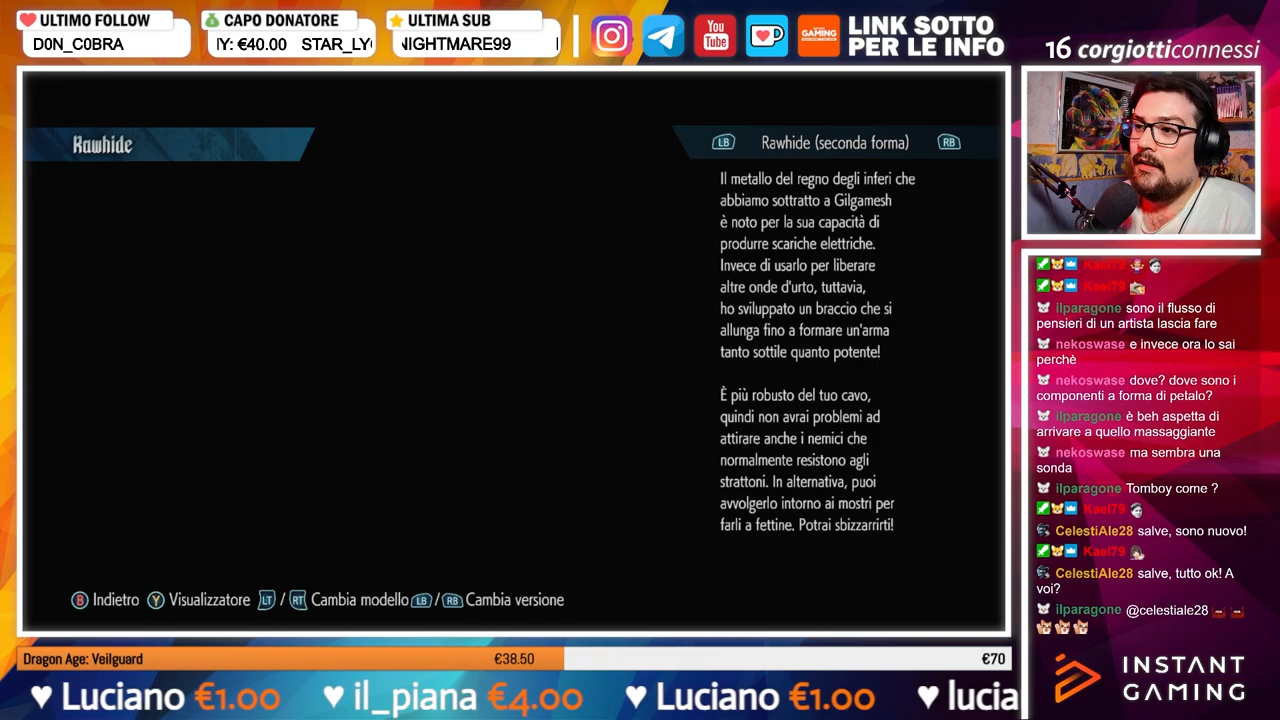 ULTIMO FOLLOW
D0N_C0BRA
CAPO DONATORE
IY: €40.00 STAR_LY
ULTIMA SUB
NIGHTMARE99
You
Tube
GAMING
LINK SOTTO
PER LE INFO
16 corgiotticonnessi
Rawhide
LB Rawhide (seconda forma) RB
Il metallo del regno degli inferi che
abbiamo sottratto a Gilgamesh
è noto per la sua capacità di
produrre scariche elettriche.
Invece di usarlo per liberare
altre onde d'urto, tuttavia,
ho sviluppato un braccio che si
allunga fino a formare un'arma
tanto sottile quanto potente!
È più robusto del tuo cavo,
quindi non avrai problemi ad
attirare anche i nemici che
normalmente resistono agli
strattoni. In alternativa, puoi
avvolgerlo intorno ai mostri per
farli a fettine. Potrai sbizzarrirti!
B Indietro Y Visualizzatore LT / RT Cambia modello LB / RB Cambia versione
Kael79
Kael79
ilparagone sono il flusso di
pensieri di un artista lascia fare
nekoswase e invece ora lo sai
perchè
nekoswase dove? dove sono i
componenti a forma di petalo?
ilparagone è beh aspetta di
arrivare a quello massaggiante
nekoswase ma sembra una
sonda
ilparagone Tomboy come ?
Kael79
CelestiAle28 salve, sono nuovo!
Kael79
CelestiAle28 salve, tutto ok! A
voi?
ilparagone @celestiale28
Dragon Age: Veilguard €38.50 €70
♥ Luciano €1.00 ♥ il_piana €4.00 ♥ Luciano €1.00 ♥ lucia
INSTANT
GAMING